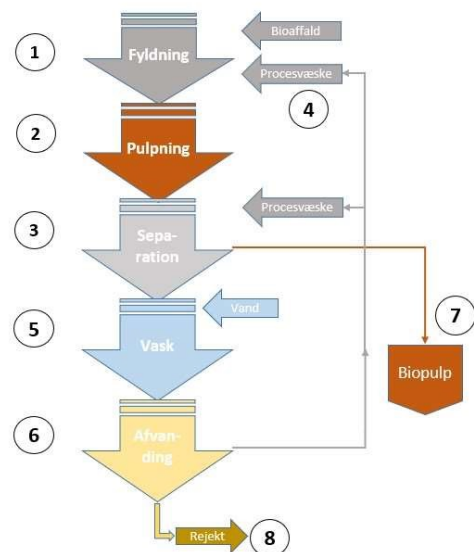 1
Fyldning
Bioaffald
Procesvæske
4
2
Pulpning
3
Sepa-
ration
Procesvæske
5
Vask
Vand
7
Biopulp
6
Afvan-
ding
Rejekt
8